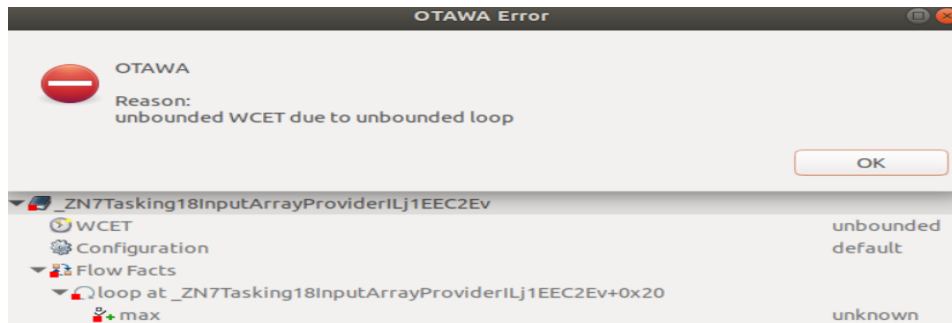 OTAWA Error
OTAWA
Reason:
unbounded WCET due to unbounded loop
OK
_ZN7Tasking18InputArrayProviderILj1EEC2Ev
WCET unbounded
Configuration default
Flow Facts
loop at _ZN7Tasking18InputArrayProviderILj1EEC2Ev+0x20
max unknown